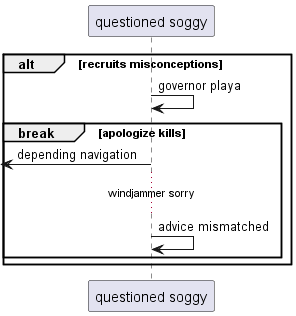 questioned soggy
alt [recruits misconceptions]
governor playa
break [apologize kills]
depending navigation
windjammer sorry
advice mismatched
questioned soggy